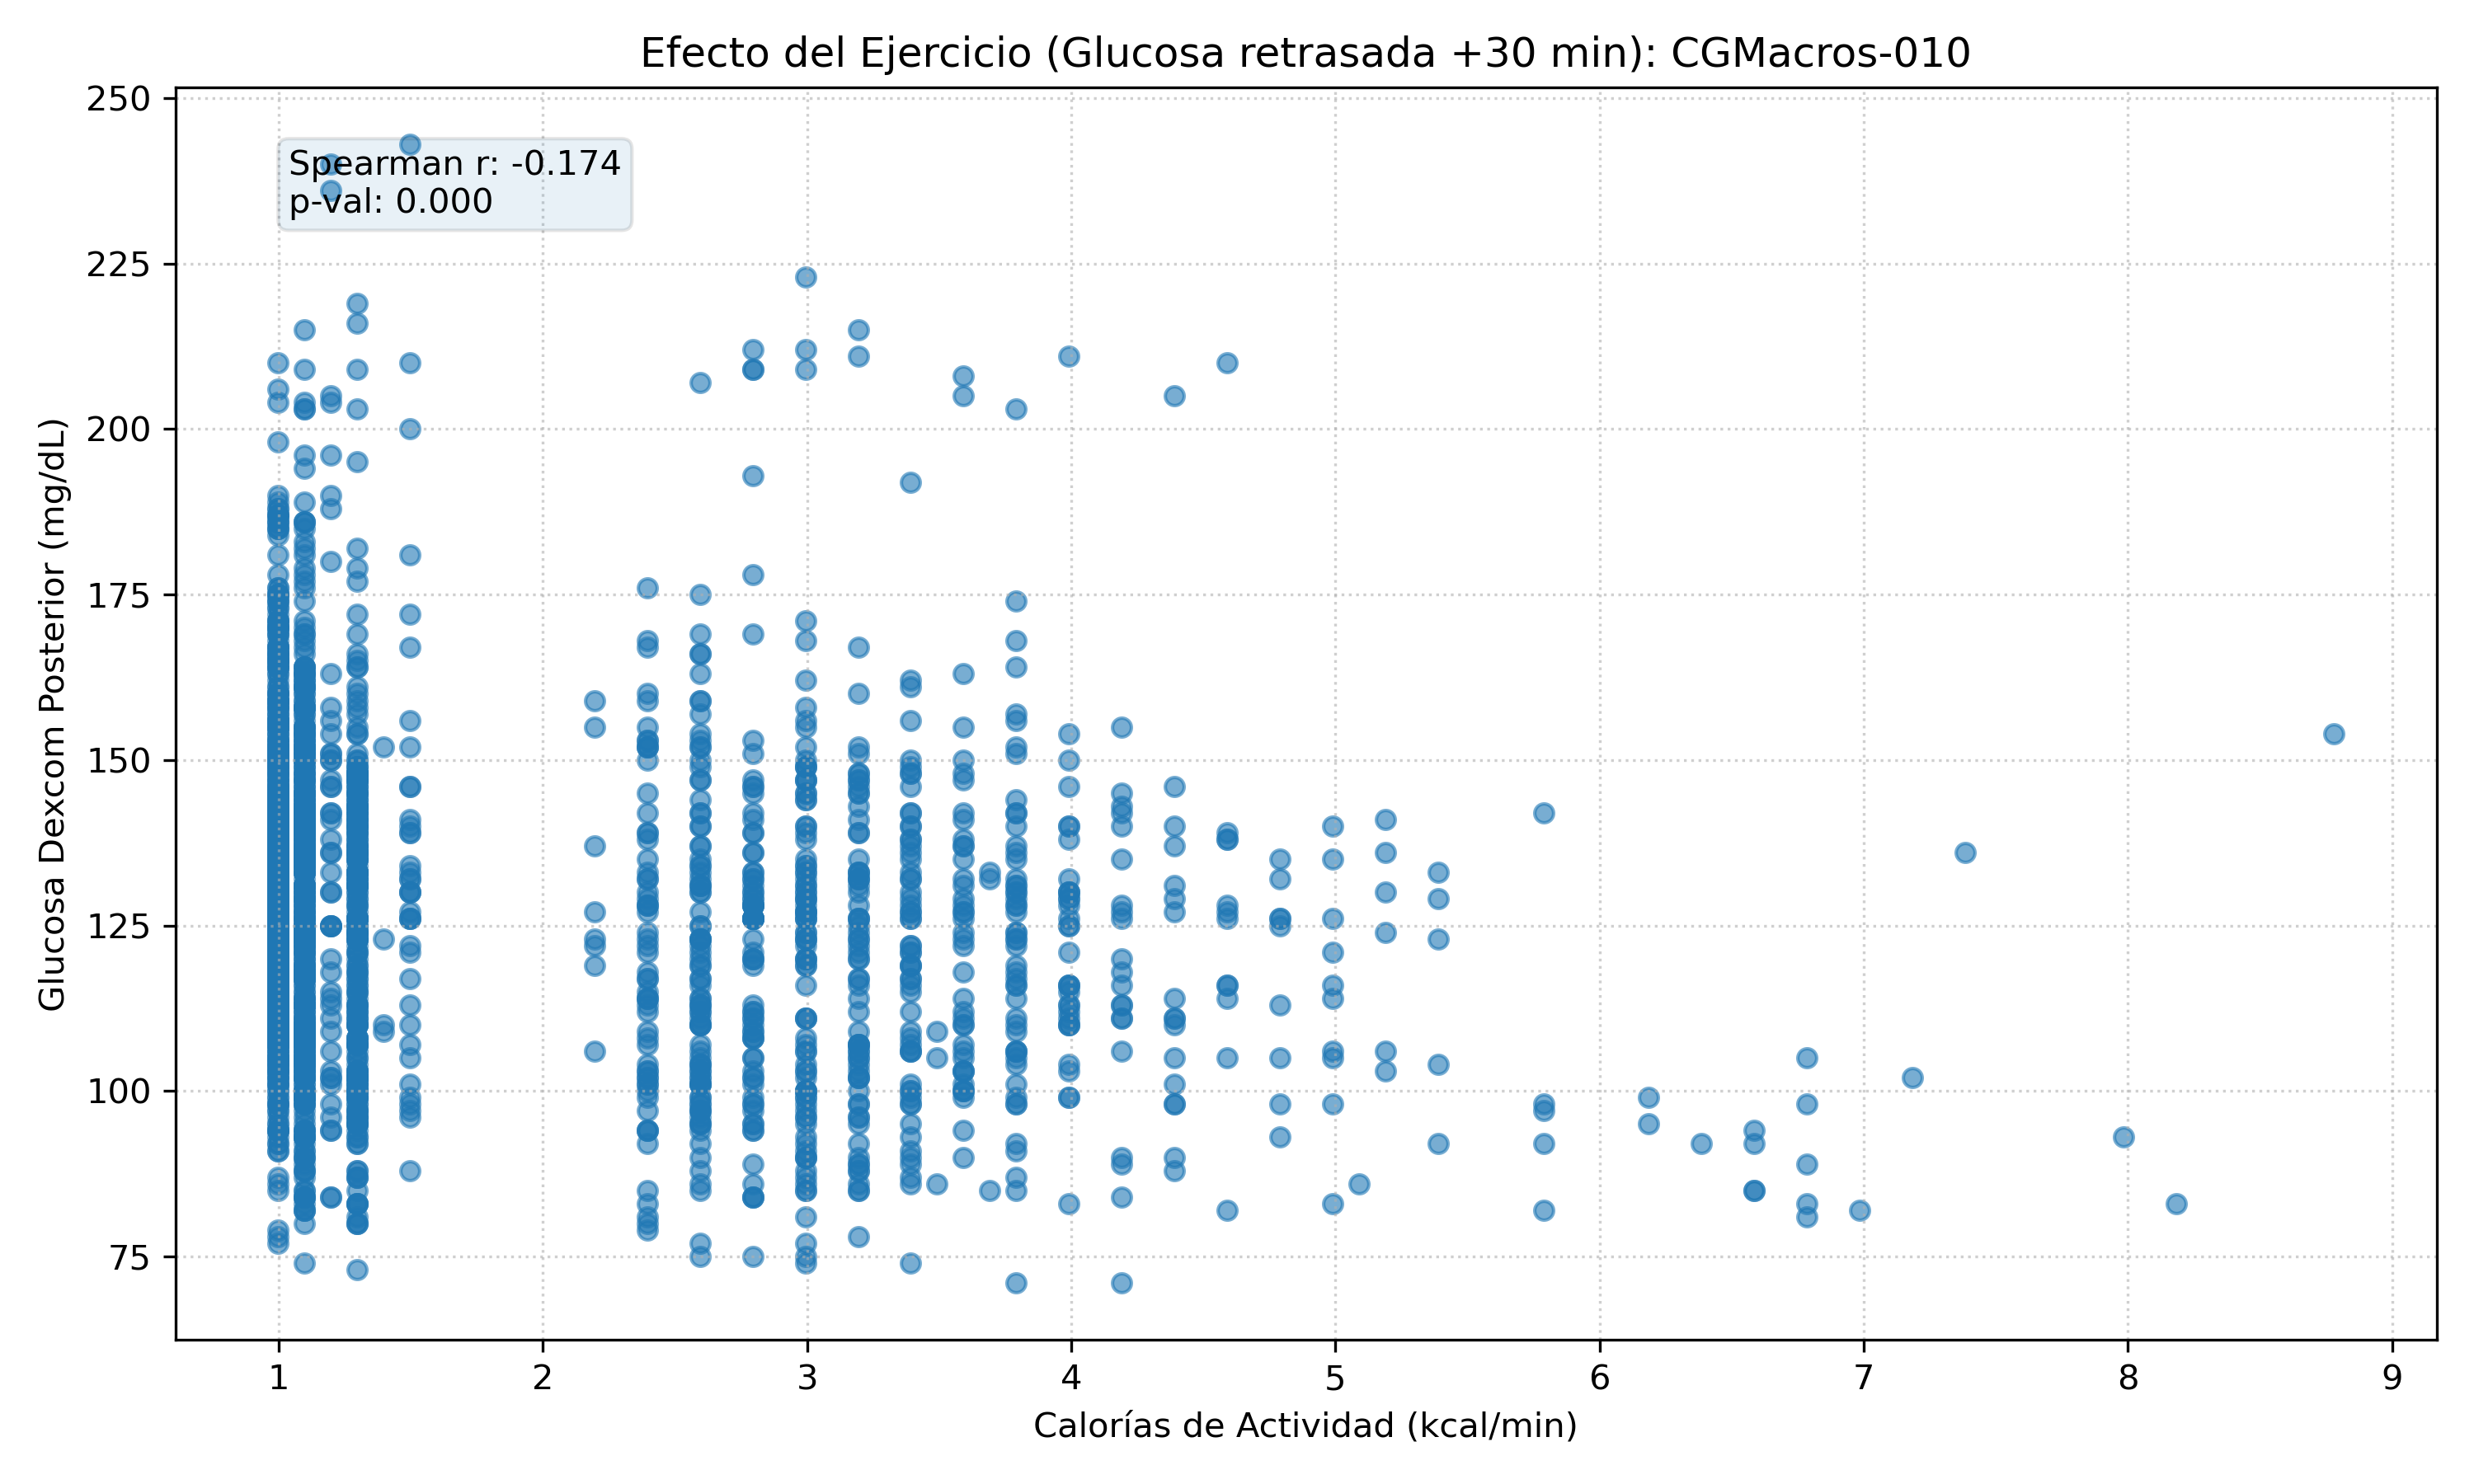 Efecto del Ejercicio (Glucosa retrasada +30 min): CGMacros-010
Spearman r: -0.174
p-val: 0.000
Glucosa Dexcom Posterior (mg/dL)
250
225
200
175
150
125
100
75
1 2 3 4 5 6 7 8 9
Calorías de Actividad (kcal/min)